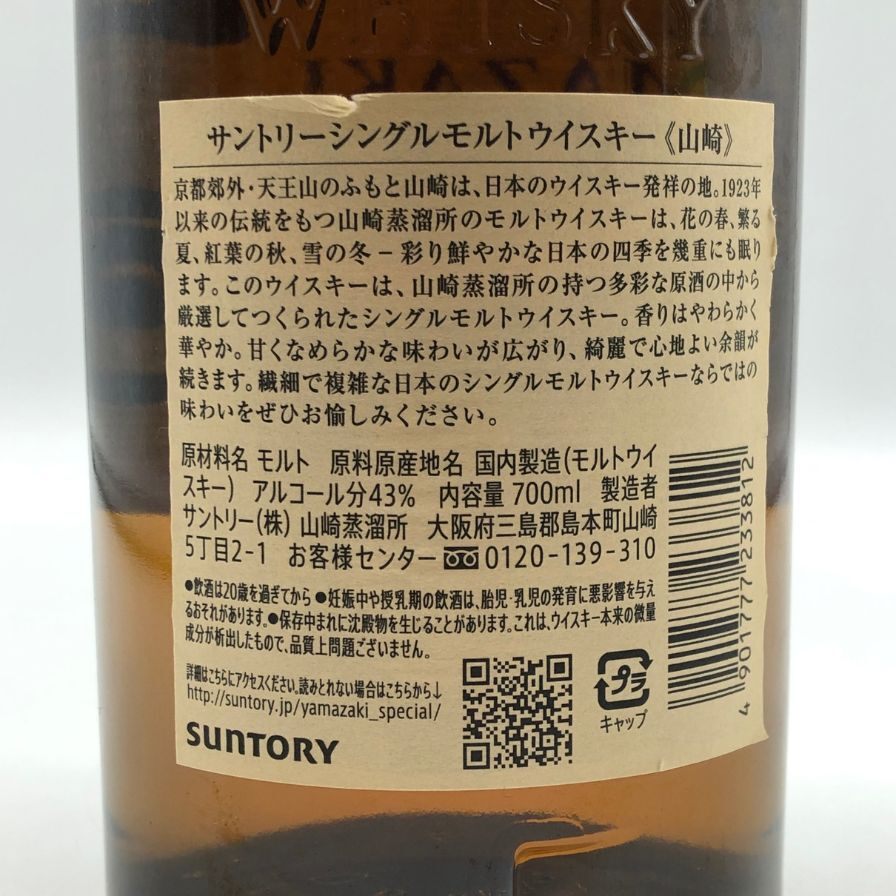 WHISKY
YAMAZAKI
サントリーシングルモルトウイスキー《山崎》
京都郊外・天王山のふもと山崎は、日本のウイスキー発祥の地。1923年
以来の伝統をもつ山崎蒸溜所のモルトウイスキーは、花の春、繁る
夏、紅葉の秋、雪の冬－彩り鮮やかな日本の四季を幾重にも眠り
ます。このウイスキーは、山崎蒸溜所の持つ多彩な原酒の中から
厳選してつくられたシングルモルトウイスキー。香りはやわらかく
華やか。甘くなめらかな味わいが広がり、綺麗で心地よい余韻が
続きます。繊細で複雑な日本のシングルモルトウイスキーならではの
味わいをぜひお愉しみください。
原材料名 モルト 原料原産地名 国内製造(モルトウイ
スキー) アルコール分43% 内容量 700ml 製造者
サントリー(株) 山崎蒸溜所 大阪府三島郡島本町山崎
5丁目2-1 お客様センター 0120-139-310
●飲酒は20歳を過ぎてから ●妊娠中や授乳期の飲酒は、胎児・乳児の発育に悪影響を与え
るおそれがあります。●保存中まれに沈殿物を生じることがあります。これは、ウイスキー本来の微量
成分が析出したもので、品質上問題ございません。
詳細はこちらにアクセスください。読みとれない場合はこちらから↓
http://suntory.jp/yamazaki_special/
SUNTORY
プラ
キャップ
4 901777 233812